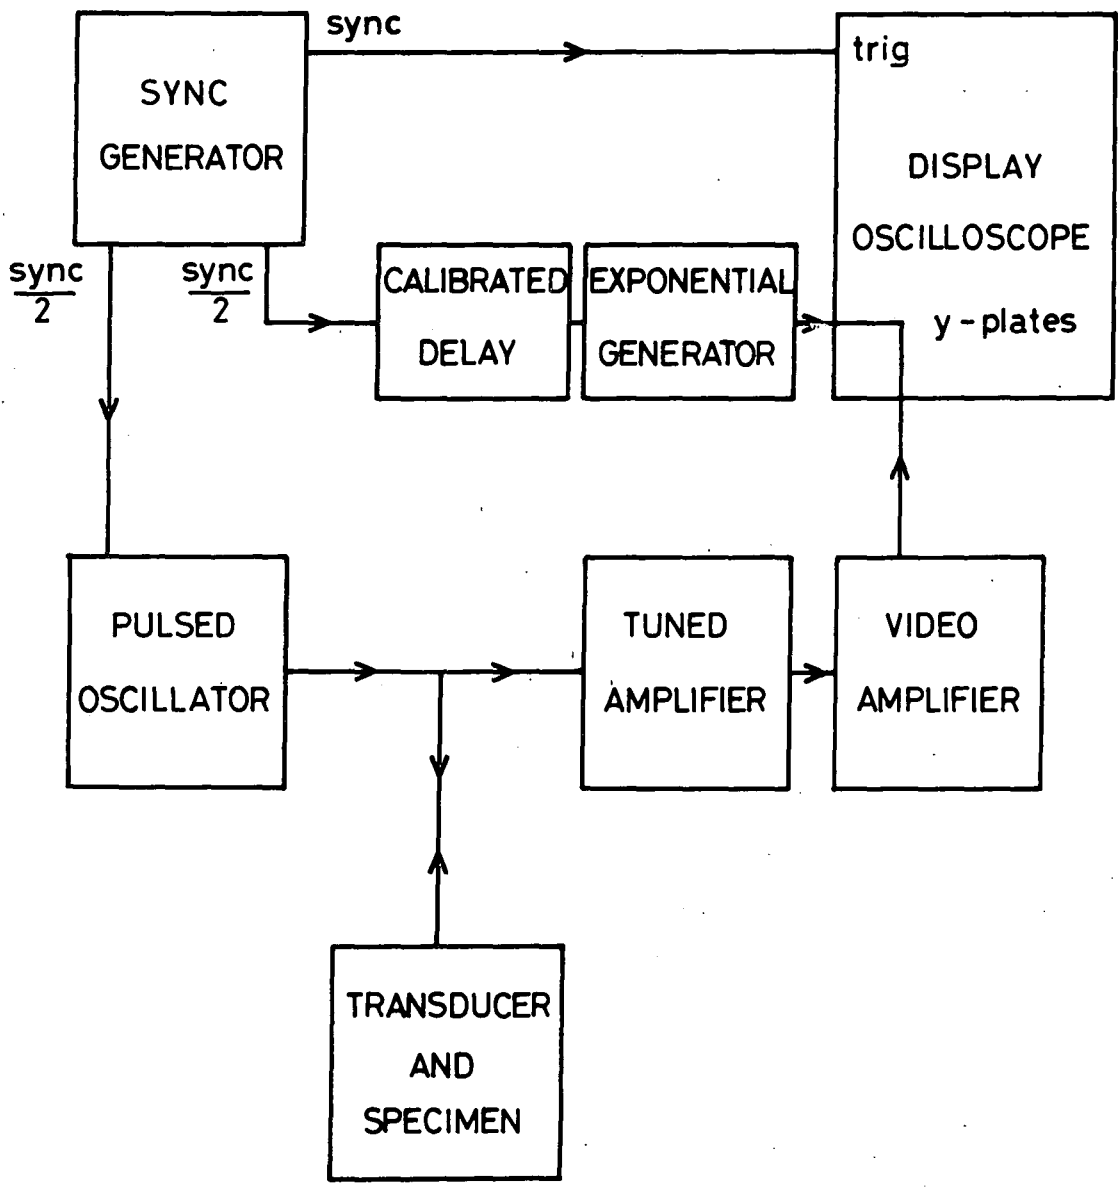 sync
trig
SYNC
GENERATOR
DISPLAY
OSCILLOSCOPE
y-plates
sync
2
sync
2
CALIBRATED
DELAY
EXPONENTIAL
GENERATOR
PULSED
OSCILLATOR
TUNED
AMPLIFIER
VIDEO
AMPLIFIER
TRANSDUCER
AND
SPECIMEN